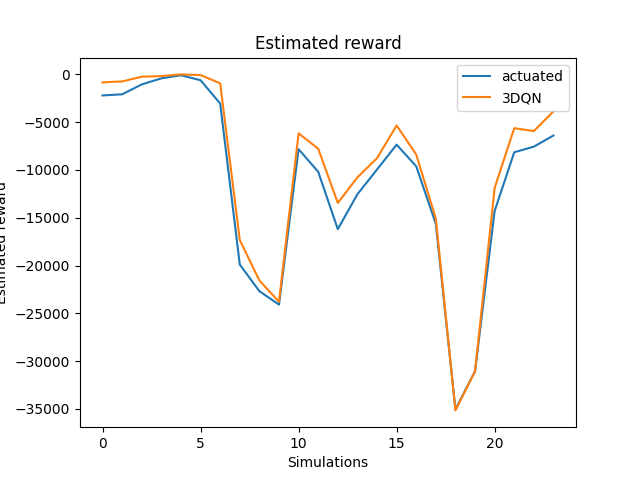 Estimated reward
actuated
3DQN
0
−5000
−10000
−15000
−20000
−25000
−30000
−35000
Estimated reward
0 5 10 15 20
Simulations